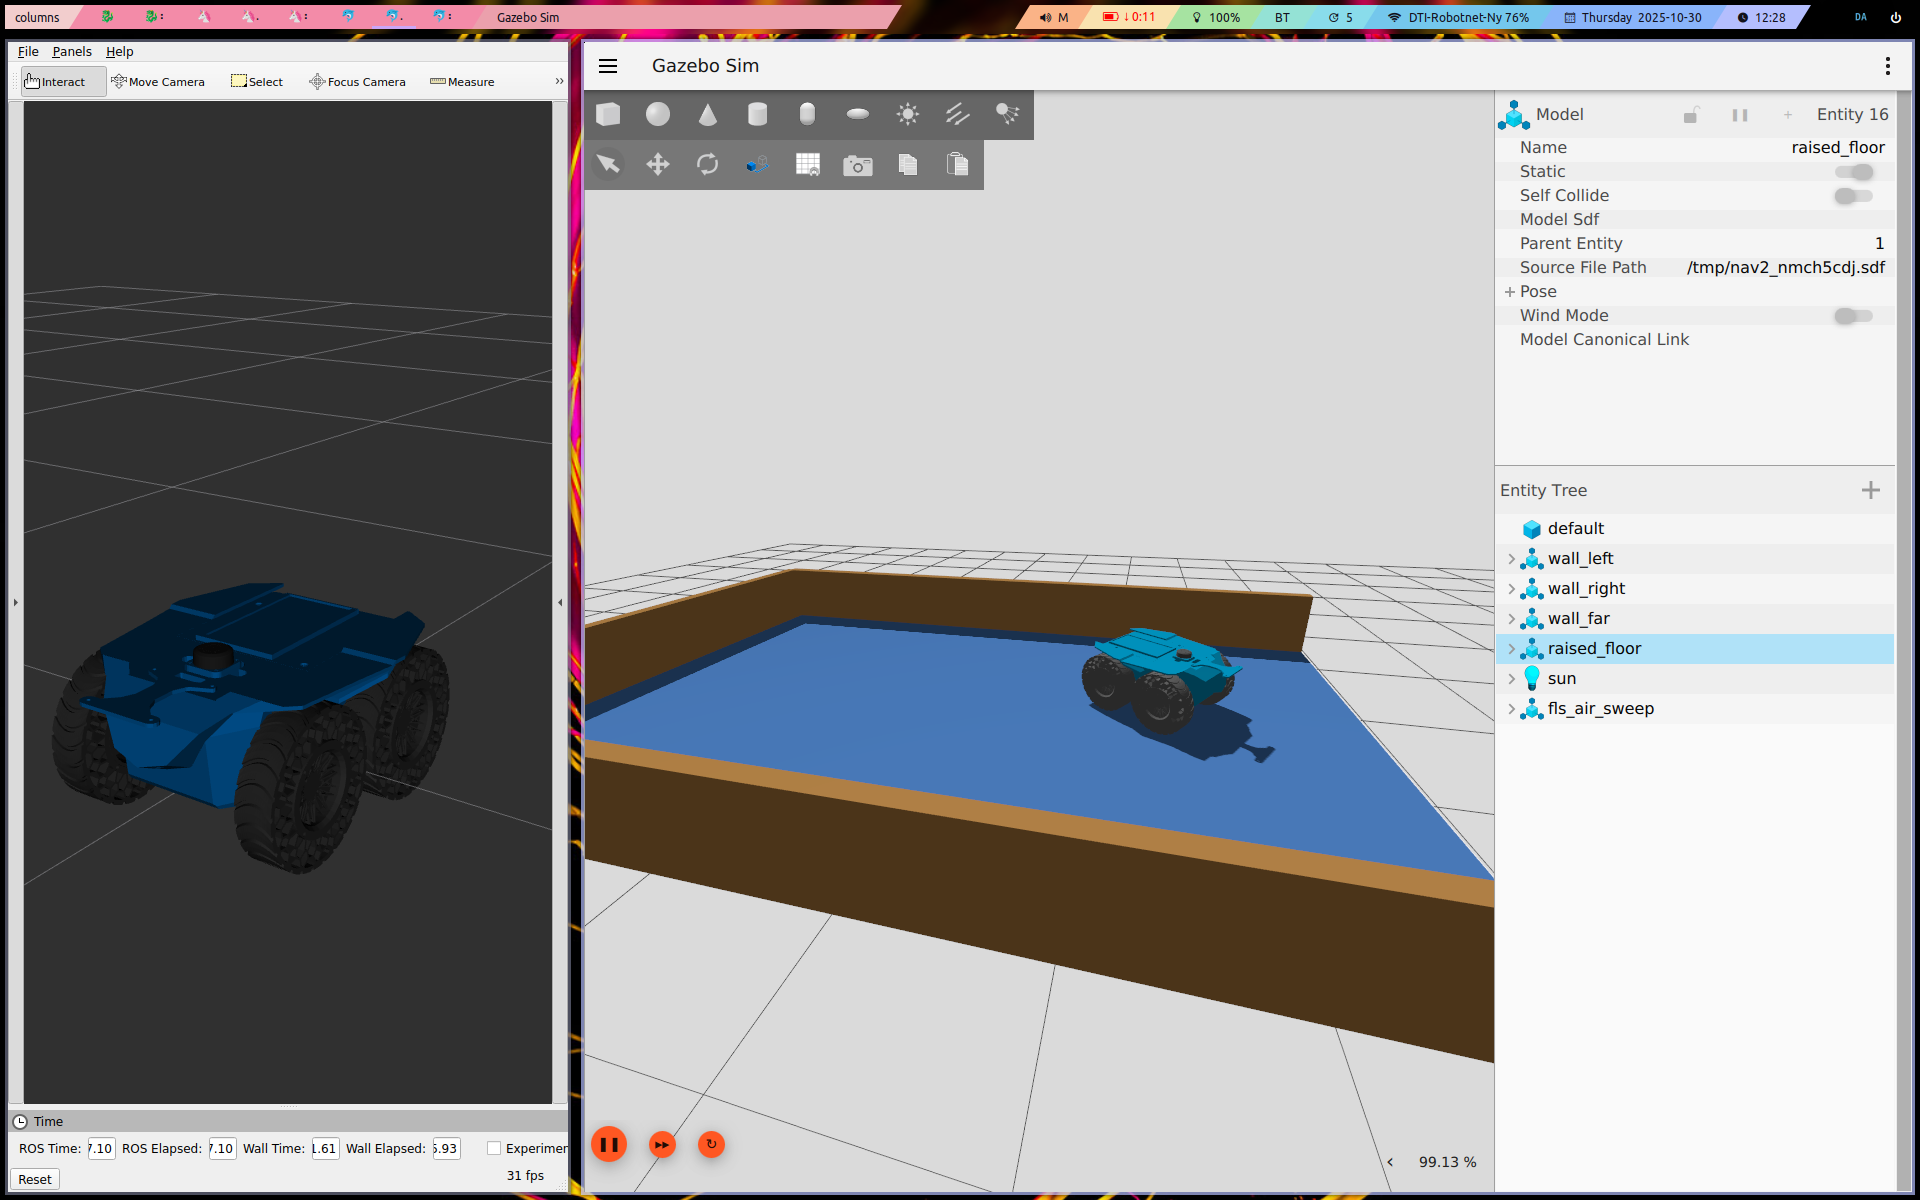 columns
Gazebo Sim
M
↓ 0:11
100%
BT
5
DTI-Robotnet-Ny 76%
Thursday 2025-10-30
12:28
DA
File Panels Help
Interact Move Camera Select Focus Camera Measure »
Time
ROS Time: 7.10 ROS Elapsed: 7.10 Wall Time: 1.61 Wall Elapsed: 5.93 Experimen
Reset
31 fps
Gazebo Sim
99.13 %
Model Entity 16
Name raised_floor
Static
Self Collide
Model Sdf
Parent Entity 1
Source File Path /tmp/nav2_nmch5cdj.sdf
+ Pose
Wind Mode
Model Canonical Link
Entity Tree
default
wall_left
wall_right
wall_far
raised_floor
sun
fls_air_sweep